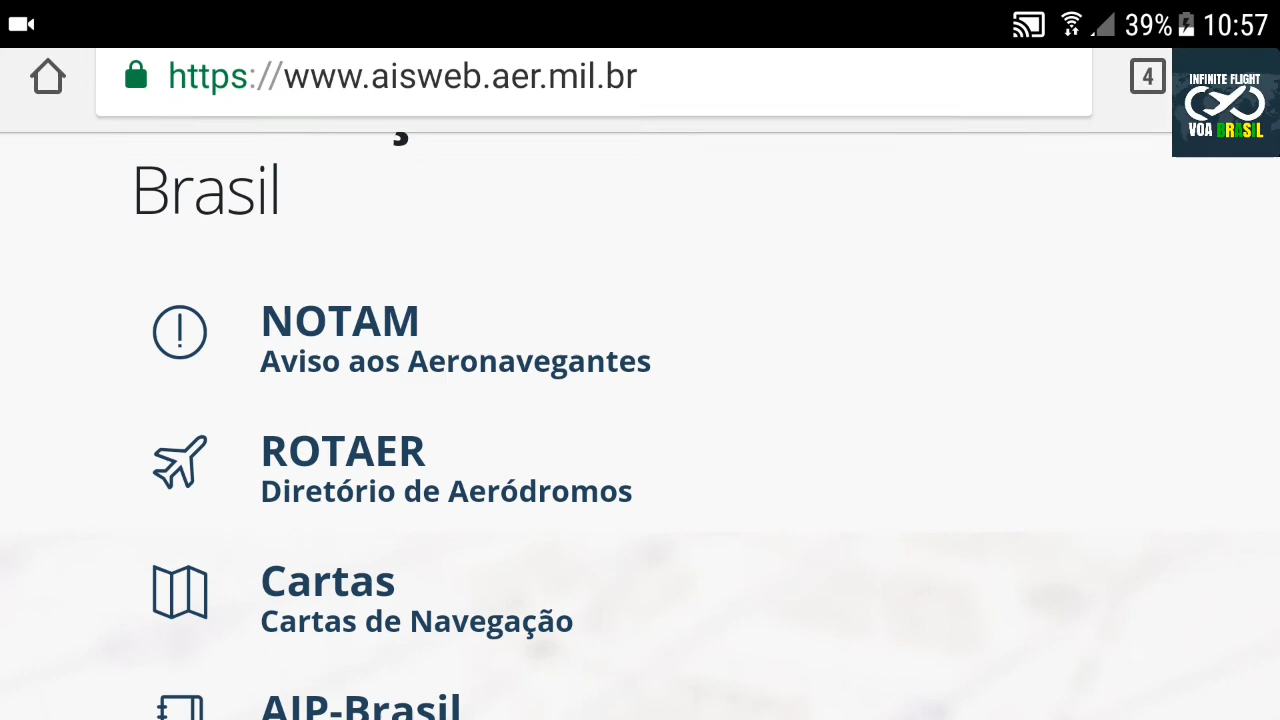 39% 10:57
https://www.aisweb.aer.mil.br
4
INFINITE FLIGHT
VOA BRASIL
Brasil
NOTAM
Aviso aos Aeronavegantes
ROTAER
Diretório de Aeródromos
Cartas
Cartas de Navegação
AIP-Brasil